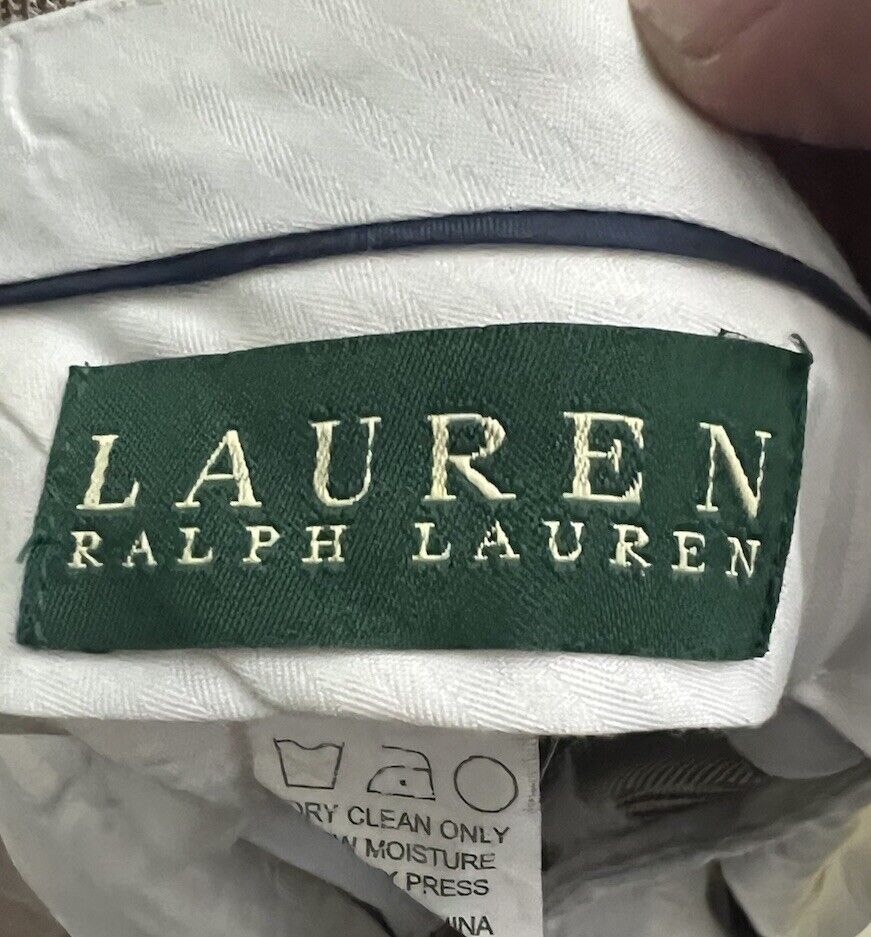 LAUREN
RALPH LAUREN
DRY CLEAN ONLY
MOISTURE
PRESS